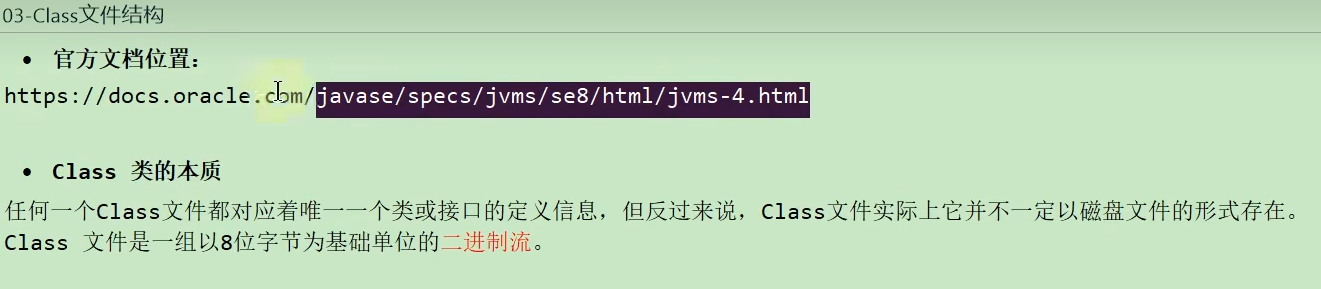 03-Class文件结构
• 官方文档位置：
https://docs.oracle.com/javase/specs/jvms/se8/html/jvms-4.html
• Class 类的本质
任何一个Class文件都对应着唯一一个类或接口的定义信息，但反过来说，Class文件实际上它并不一定以磁盘文件的形式存在。
Class 文件是一组以8位字节为基础单位的二进制流。